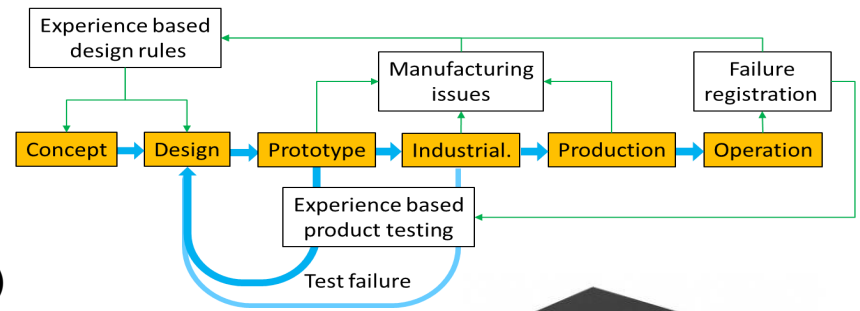 Experience based
design rules
Manufacturing
issues
Failure
registration
Concept
Design
Prototype
Industrial.
Production
Operation
Experience based
product testing
Test failure
)